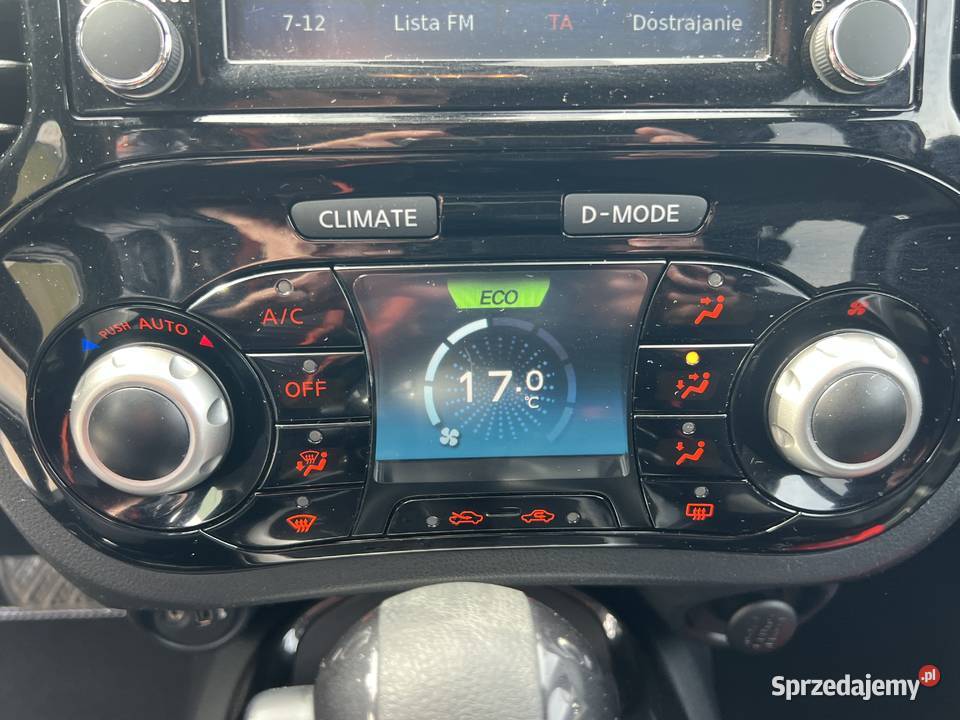 7-12 Lista FM TA Dostrajanie
CLIMATE D-MODE
ECO
A/C
PUSH AUTO
OFF
17.0
°C
Sprzedajemy.pl